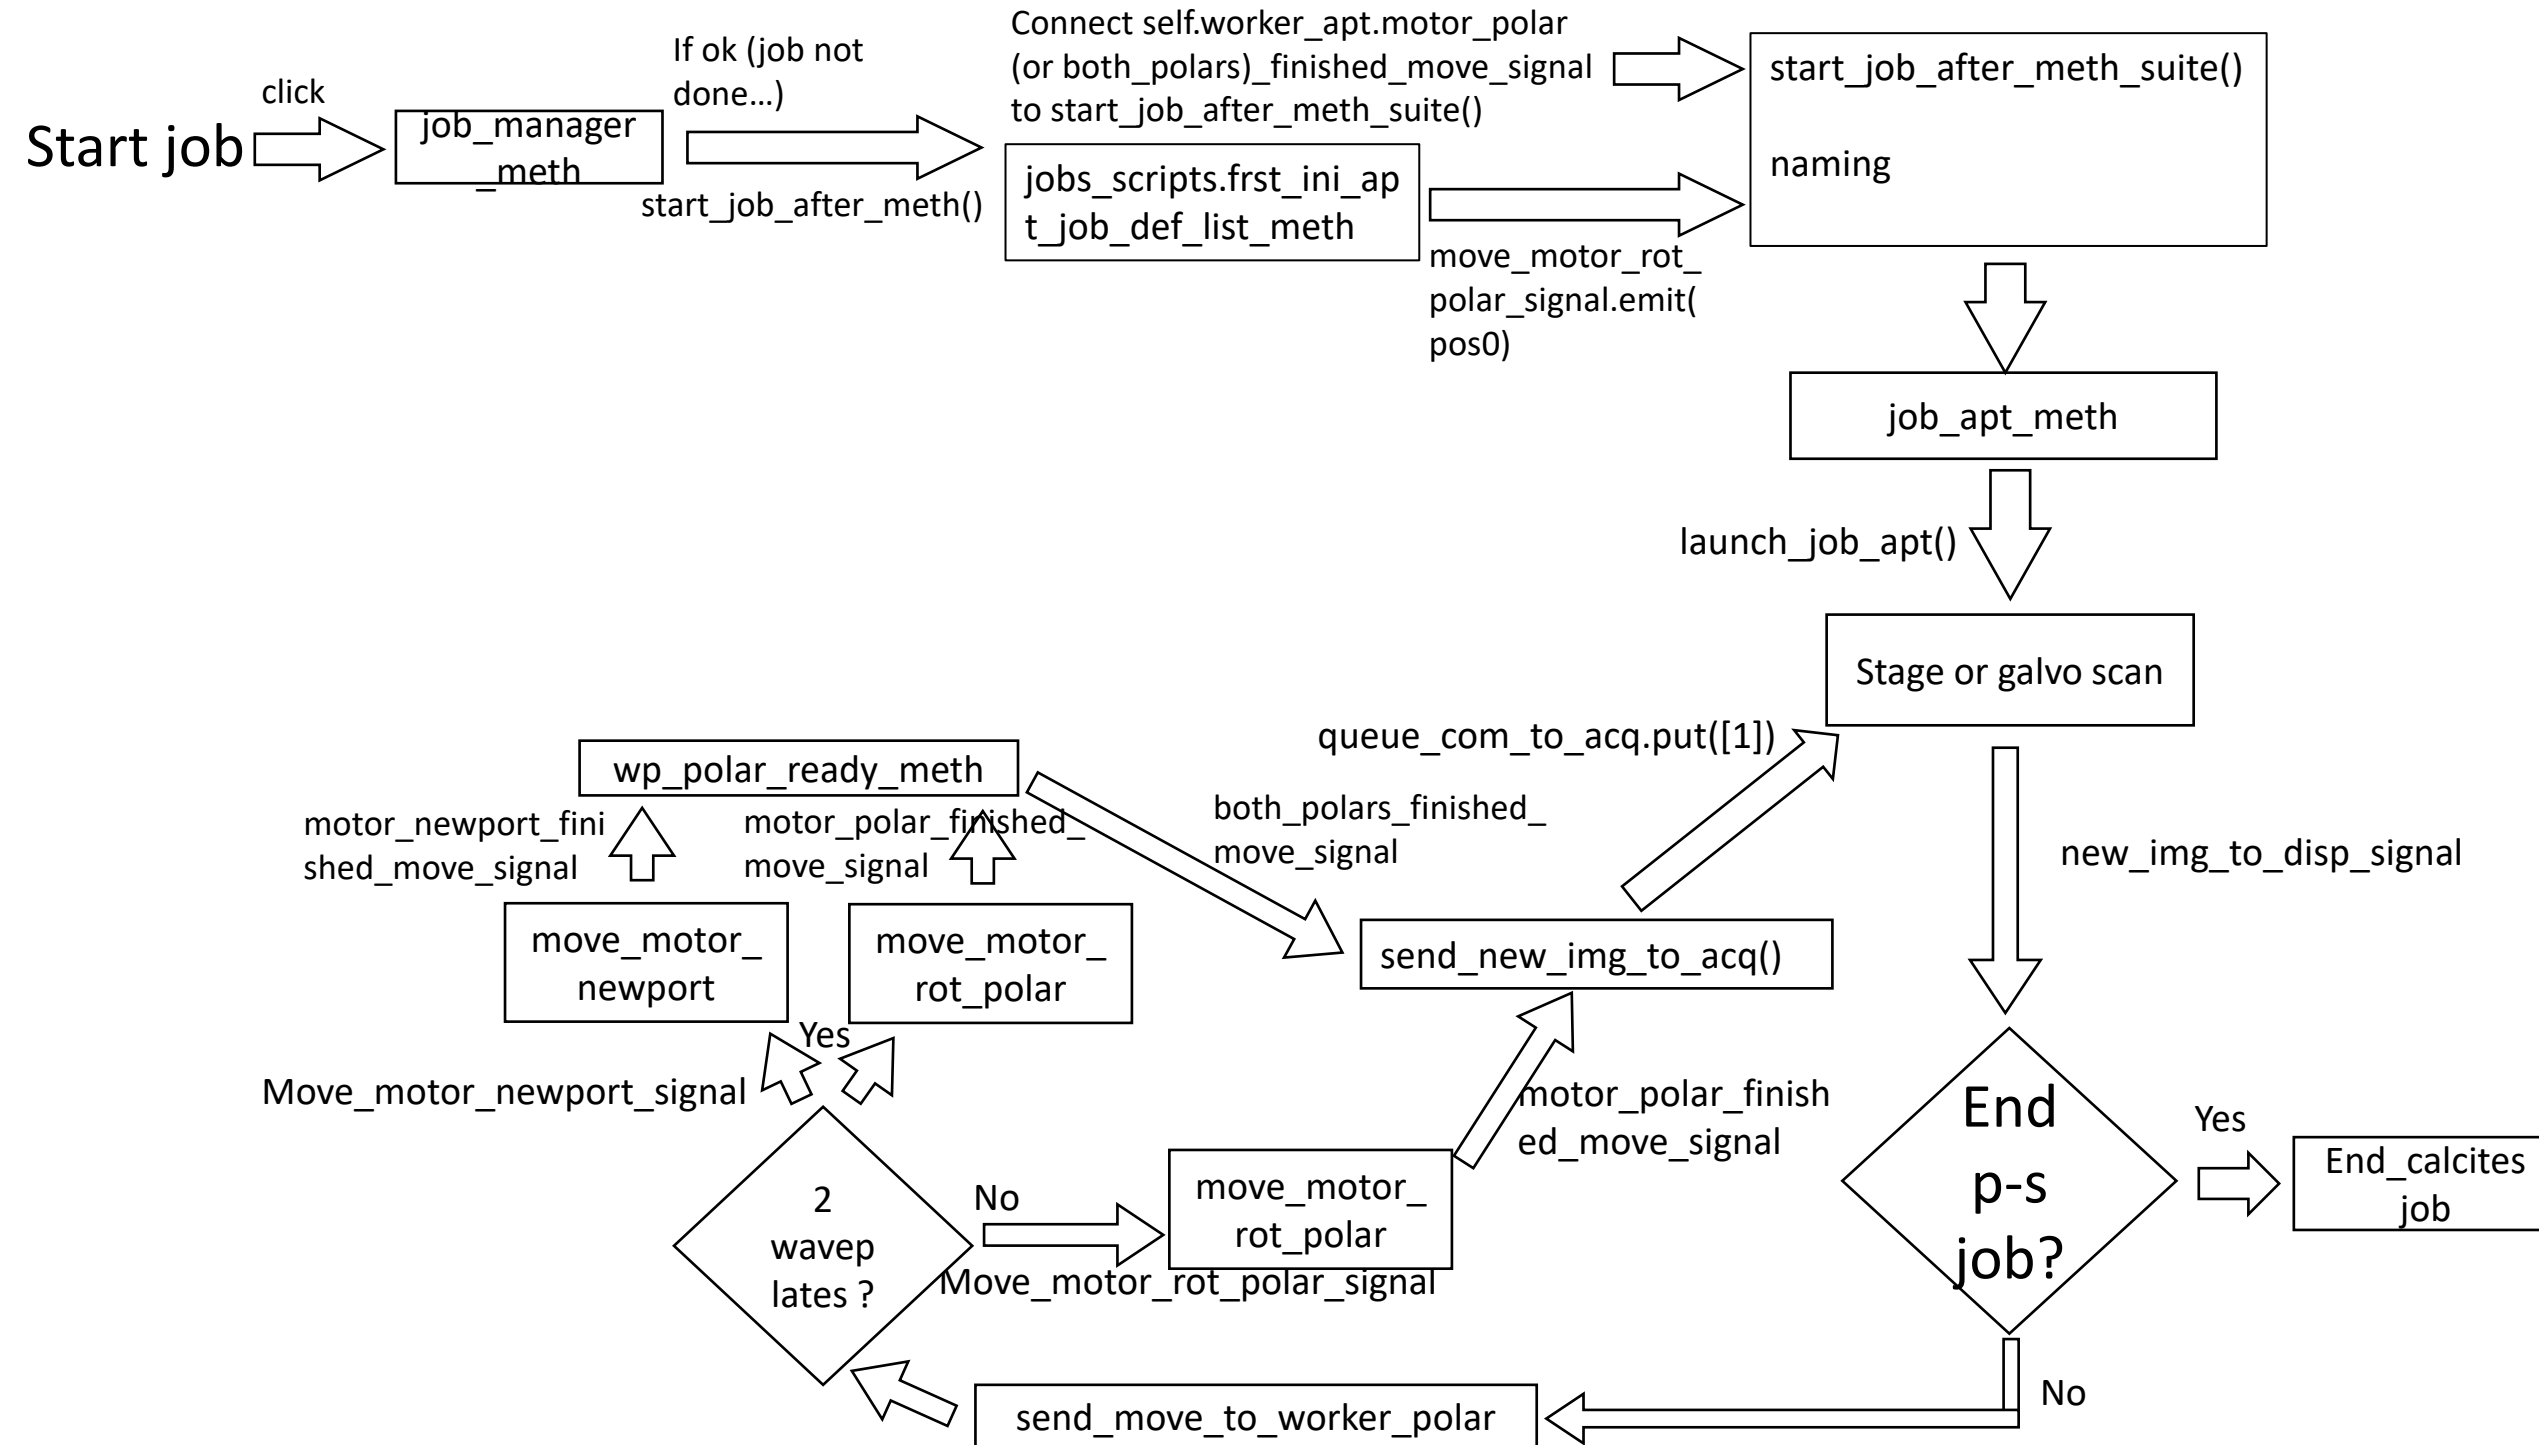 Start job
click
job_manager
_meth
If ok (job not
done...)
start_job_after_meth()
Connect self.worker_apt.motor_polar
(or both_polars)_finished_move_signal
to start_job_after_meth_suite()
jobs_scripts.frst_ini_ap
t_job_def_list_meth
move_motor_rot_
polar_signal.emit(
pos0)
start_job_after_meth_suite()
naming
job_apt_meth
launch_job_apt()
Stage or galvo scan
queue_com_to_acq.put([1])
wp_polar_ready_meth
motor_newport_fini
shed_move_signal
motor_polar_finished_
move_signal
both_polars_finished_
move_signal
new_img_to_disp_signal
move_motor_
newport
move_motor_
rot_polar
send_new_img_to_acq()
Yes
Move_motor_newport_signal
motor_polar_finish
ed_move_signal
End
p-s
job?
Yes
End_calcites
job
2
wavep
lates ?
No
move_motor_
rot_polar
Move_motor_rot_polar_signal
No
send_move_to_worker_polar